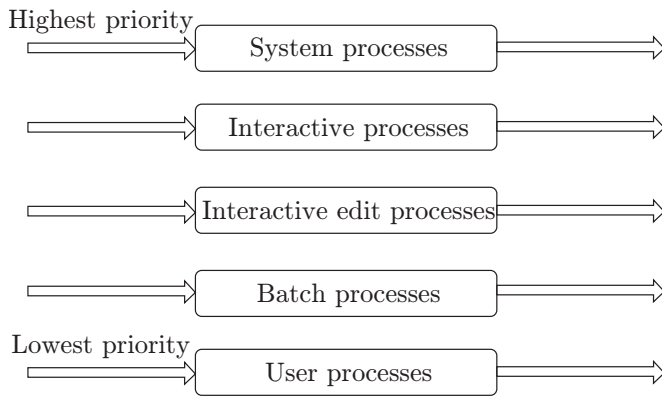 Highest priority
System processes
Interactive processes
Interactive edit processes
Batch processes
Lowest priority
User processes